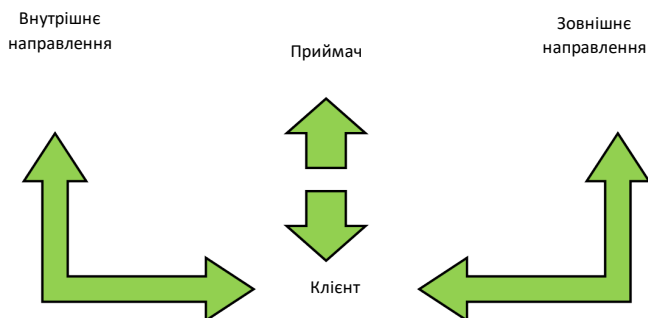 Внутрішнє
направлення
Приймач
Зовнішнє
направлення
Клієнт